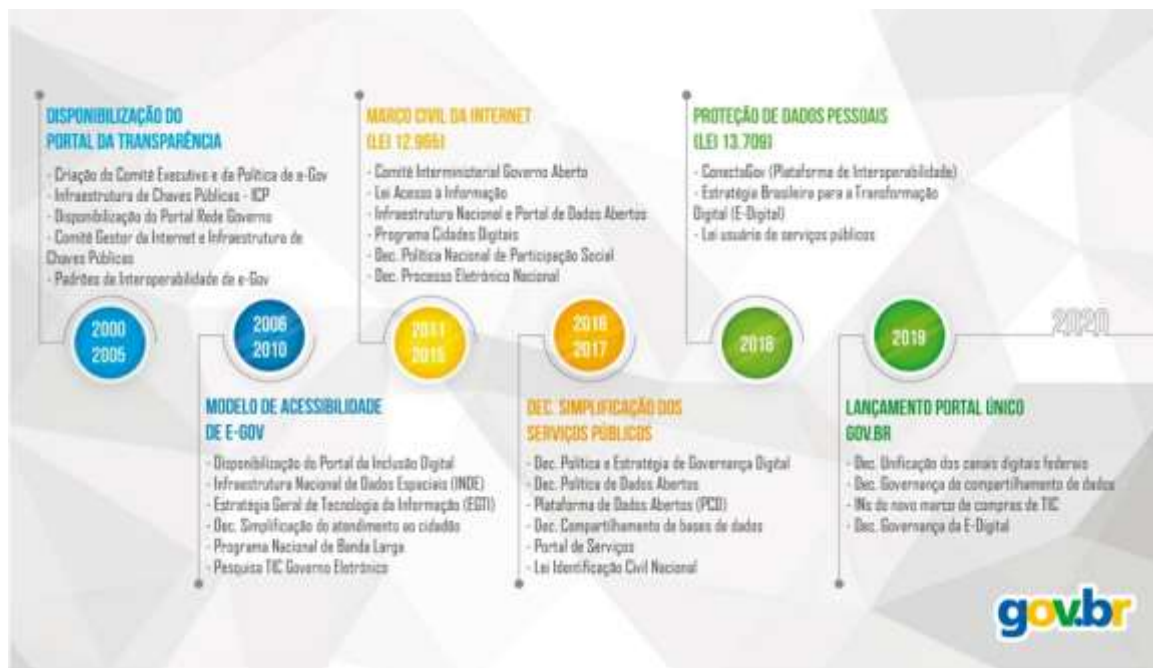 DISPONIBILIZAÇÃO DO
PORTAL DA TRANSPARÊNCIA
- Criação do Comitê Executivo e da Política de e-Gov
- Infraestrutura de Chaves Públicas - ICP
- Disponibilização do Portal Rede Governo
- Comitê Gestor da Internet e Infraestrutura de
Chaves Públicas
- Padrões de Interoperabilidade de e-Gov
2000
2005
2006
2010
MODELO DE ACESSIBILIDADE
DE E-GOV
- Disponibilização do Portal da Inclusão Digital
- Infraestrutura Nacional de Dados Espaciais (INDE)
- Estratégia Geral de Tecnologia da Informação (EGTI)
- Dec. Simplificação do atendimento ao cidadão
- Programa Nacional de Banda Larga
- Pesquisa TIC Governo Eletrônico
MARCO CIVIL DA INTERNET
(LEI 12.965)
- Comitê Interministerial Governo Aberto
- Lei Acesso à Informação
- Infraestrutura Nacional e Portal de Dados Abertos
- Programa Cidades Digitais
- Dec. Política Nacional de Participação Social
- Dec. Processo Eletrônico Nacional
2011
2015
2016
2017
DEC. SIMPLIFICAÇÃO DOS
SERVIÇOS PÚBLICOS
- Dec. Política e Estratégia de Governança Digital
- Dec. Política de Dados Abertos
- Plataforma de Dados Abertos (PCD)
- Dec. Compartilhamento de bases de dados
- Portal de Serviços
- Lei Identificação Civil Nacional
PROTEÇÃO DE DADOS PESSOAIS
(LEI 13.709)
- ConectaGov (Plataforma de Interoperabilidade)
- Estratégia Brasileira para a Transformação
Digital (E-Digital)
- Lei usuário de serviços públicos
2018
2019
LANÇAMENTO PORTAL ÚNICO
GOV.BR
- Dec. Unificação dos canais digitais federais
- Dec. Governança do compartilhamento de dados
- INs do novo marco de compras de TIC
- Dec. Governança da E-Digital
2020
gov.br